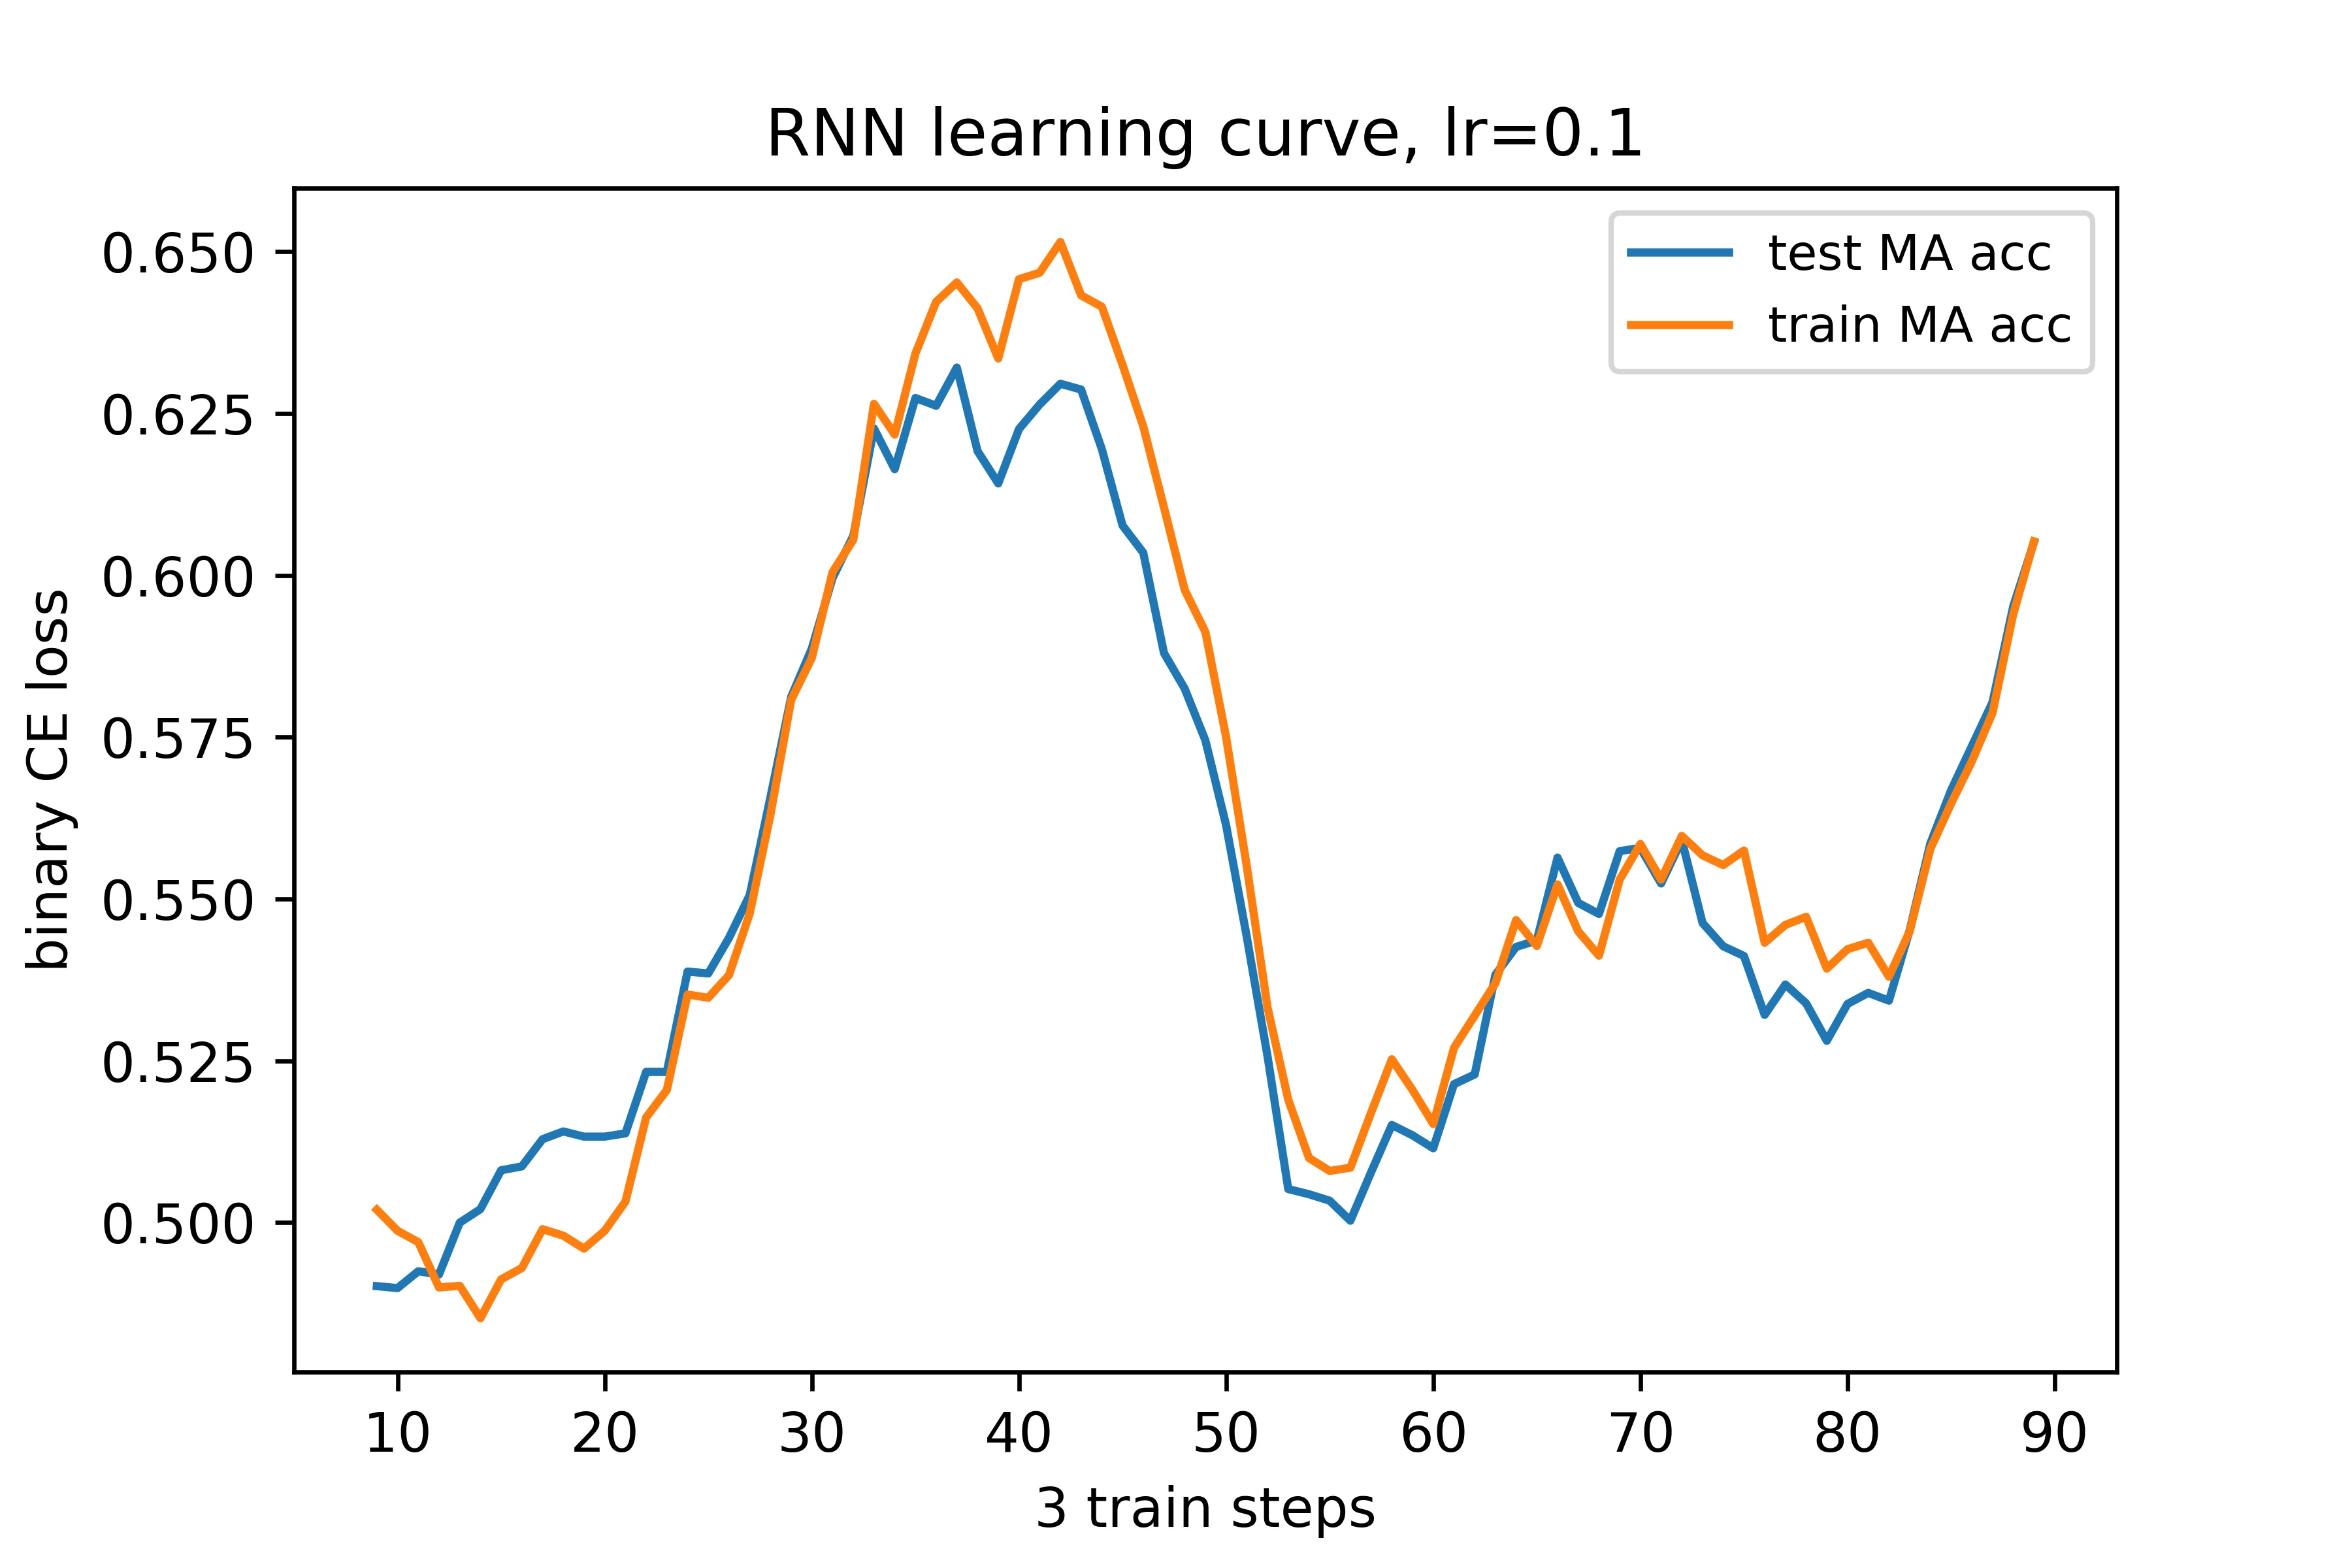 RNN learning curve, lr=0.1
test MA acc
train MA acc
binary CE loss
0.650
0.625
0.600
0.575
0.550
0.525
0.500
10 20 30 40 50 60 70 80 90
3 train steps